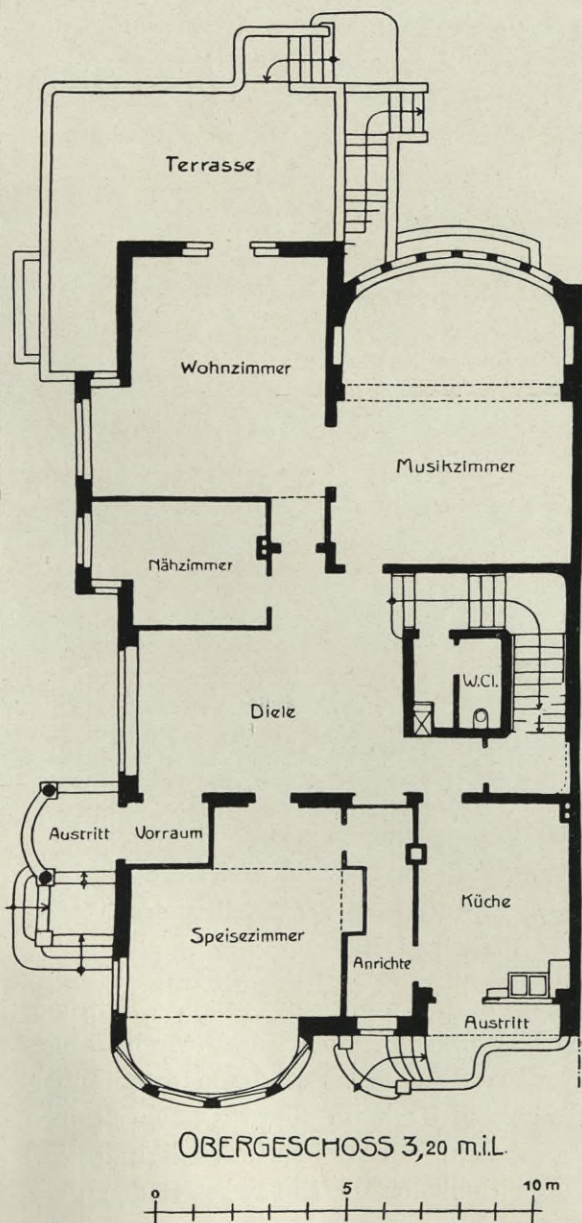 Terrasse
Wohnzimmer
Musikzimmer
Nähzimmer
W.Cl.
Diele
Austritt
Vorraum
Speisezimmer
Küche
Anrichte
Austritt
OBERGESCHOSS 3,20 m.i.L.
0 5 10 m